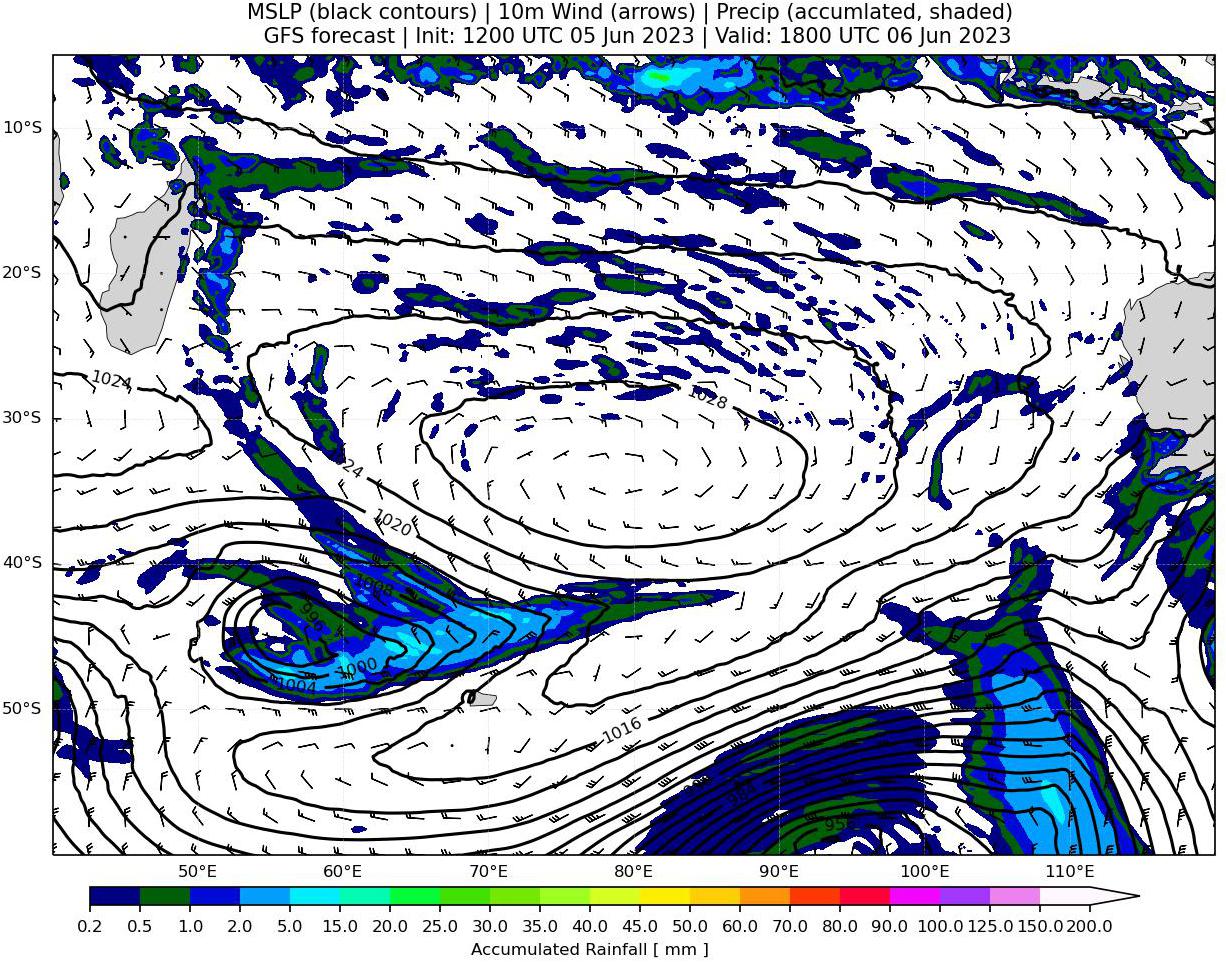 MSLP (black contours) | 10m Wind (arrows) | Precip (accumlated, shaded)
GFS forecast | Init: 1200 UTC 05 Jun 2023 | Valid: 1800 UTC 06 Jun 2023
10°S
20°S
1024
1028
30°S
1020
40°S
1008
996
1000
1004
50°S
1016
984
50°E 60°E 70°E 80°E 90°E 100°E 110°E
0.2 0.5 1.0 2.0 5.0 10.0 15.0 20.0 25.0 30.0 35.0 40.0 45.0 50.0 60.0 70.0 80.0 90.0 100.0 125.0 150.0 200.0
Accumulated Rainfall [ mm ]